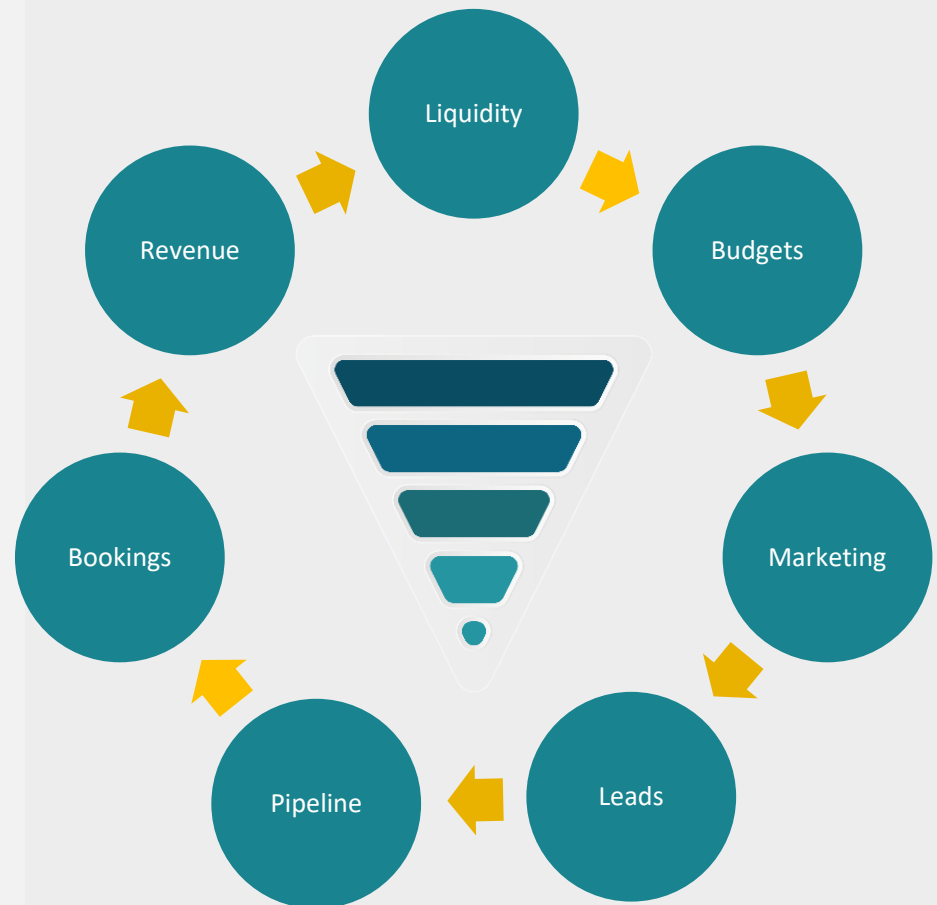 Liquidity
Budgets
Marketing
Leads
Pipeline
Bookings
Revenue